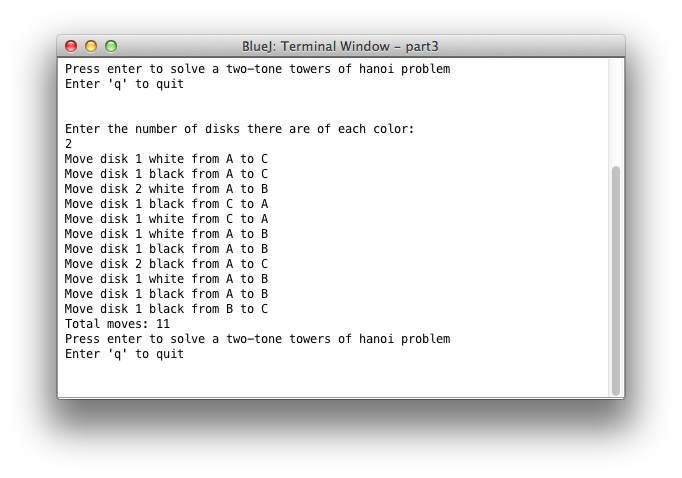 BlueJ: Terminal Window – part3
Press enter to solve a two-tone towers of hanoi problem
Enter 'q' to quit
Enter the number of disks there are of each color:
2
Move disk 1 white from A to C
Move disk 1 black from A to C
Move disk 2 white from A to B
Move disk 1 black from C to A
Move disk 1 white from C to A
Move disk 1 white from A to B
Move disk 1 black from A to B
Move disk 2 black from A to C
Move disk 1 white from A to B
Move disk 1 black from A to B
Move disk 1 black from B to C
Total moves: 11
Press enter to solve a two-tone towers of hanoi problem
Enter 'q' to quit